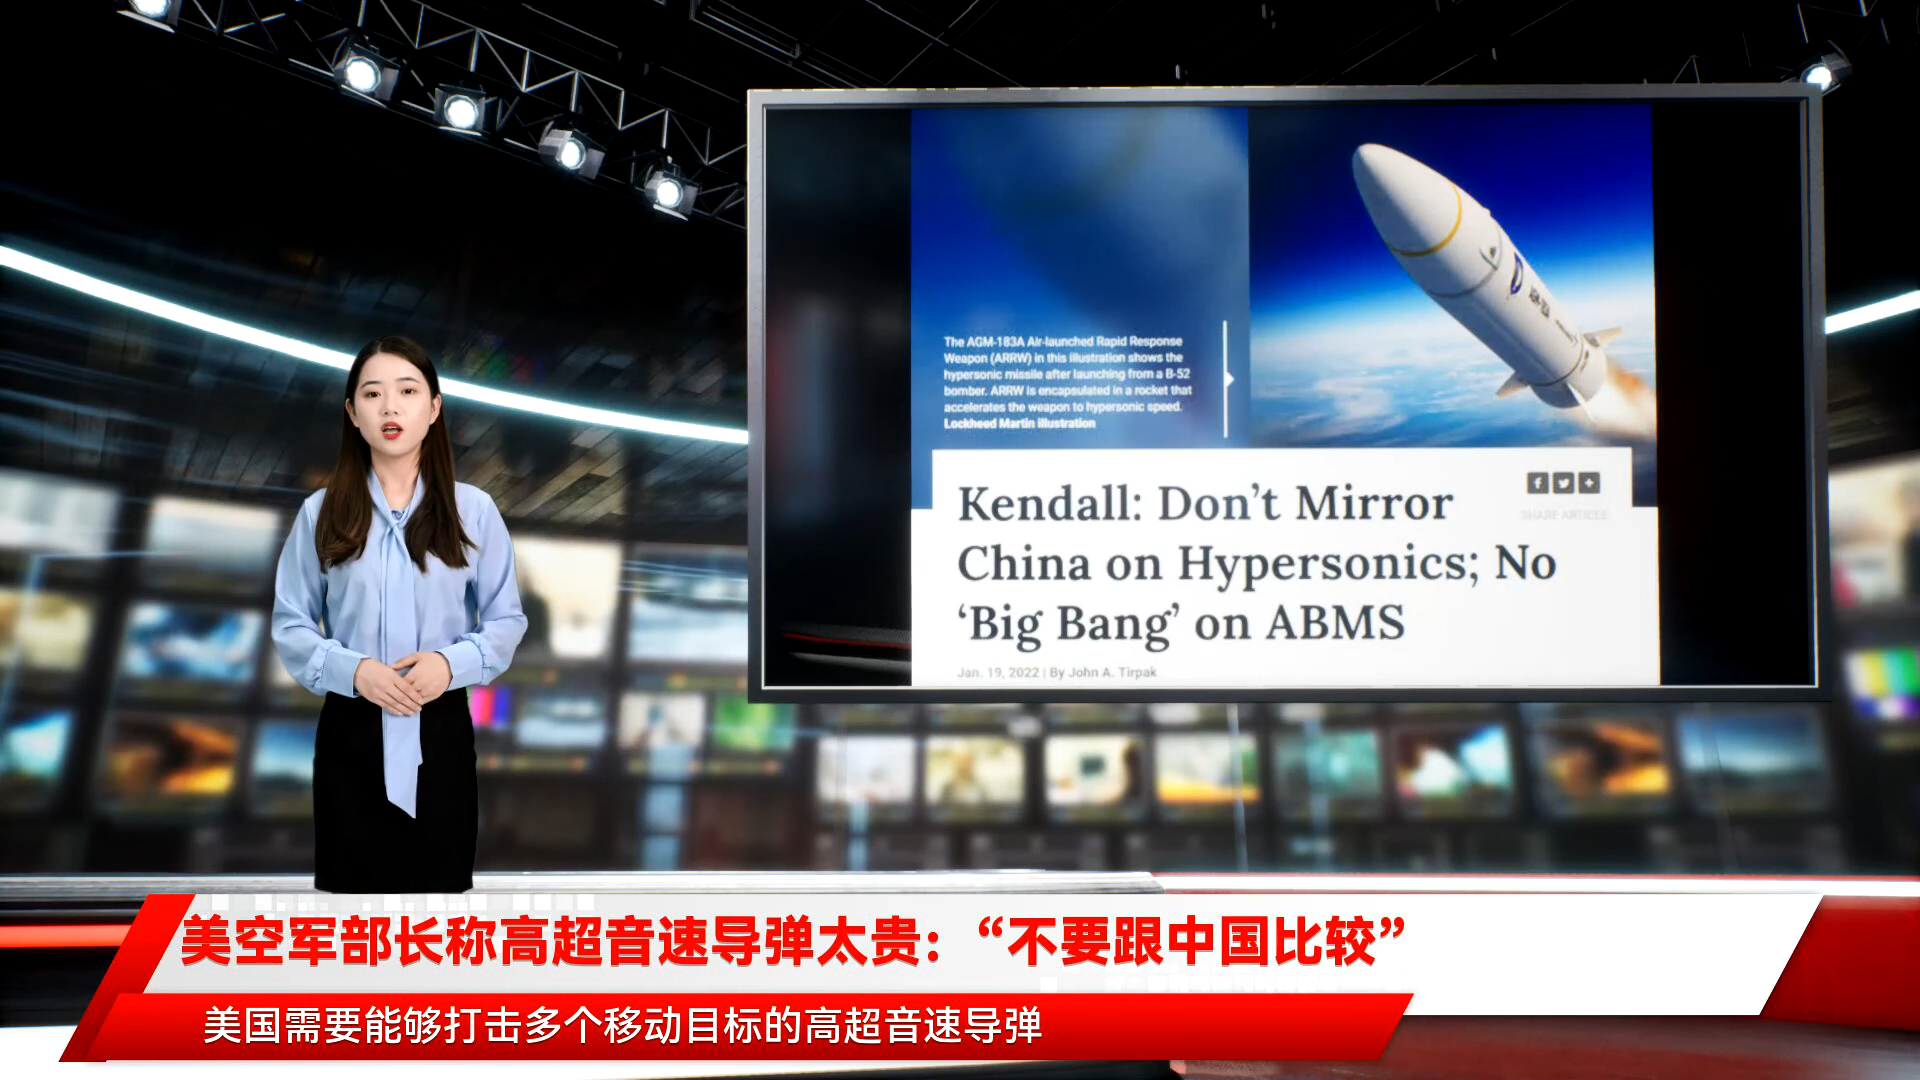 The AGM-183A Air-launched Rapid Response
Weapon (ARRW) in this illustration shows the
hypersonic missile after launching from a B-52
bomber. ARRW is encapsulated in a rocket that
accelerates the weapon to hypersonic speed.
Lockheed Martin illustration
Kendall: Don’t Mirror
China on Hypersonics; No
‘Big Bang’ on ABMS
SHARE ARTICLE
Jan. 19, 2022 | By John A. Tirpak
美空军部长称高超音速导弹太贵：“不要跟中国比较”
美国需要能够打击多个移动目标的高超音速导弹